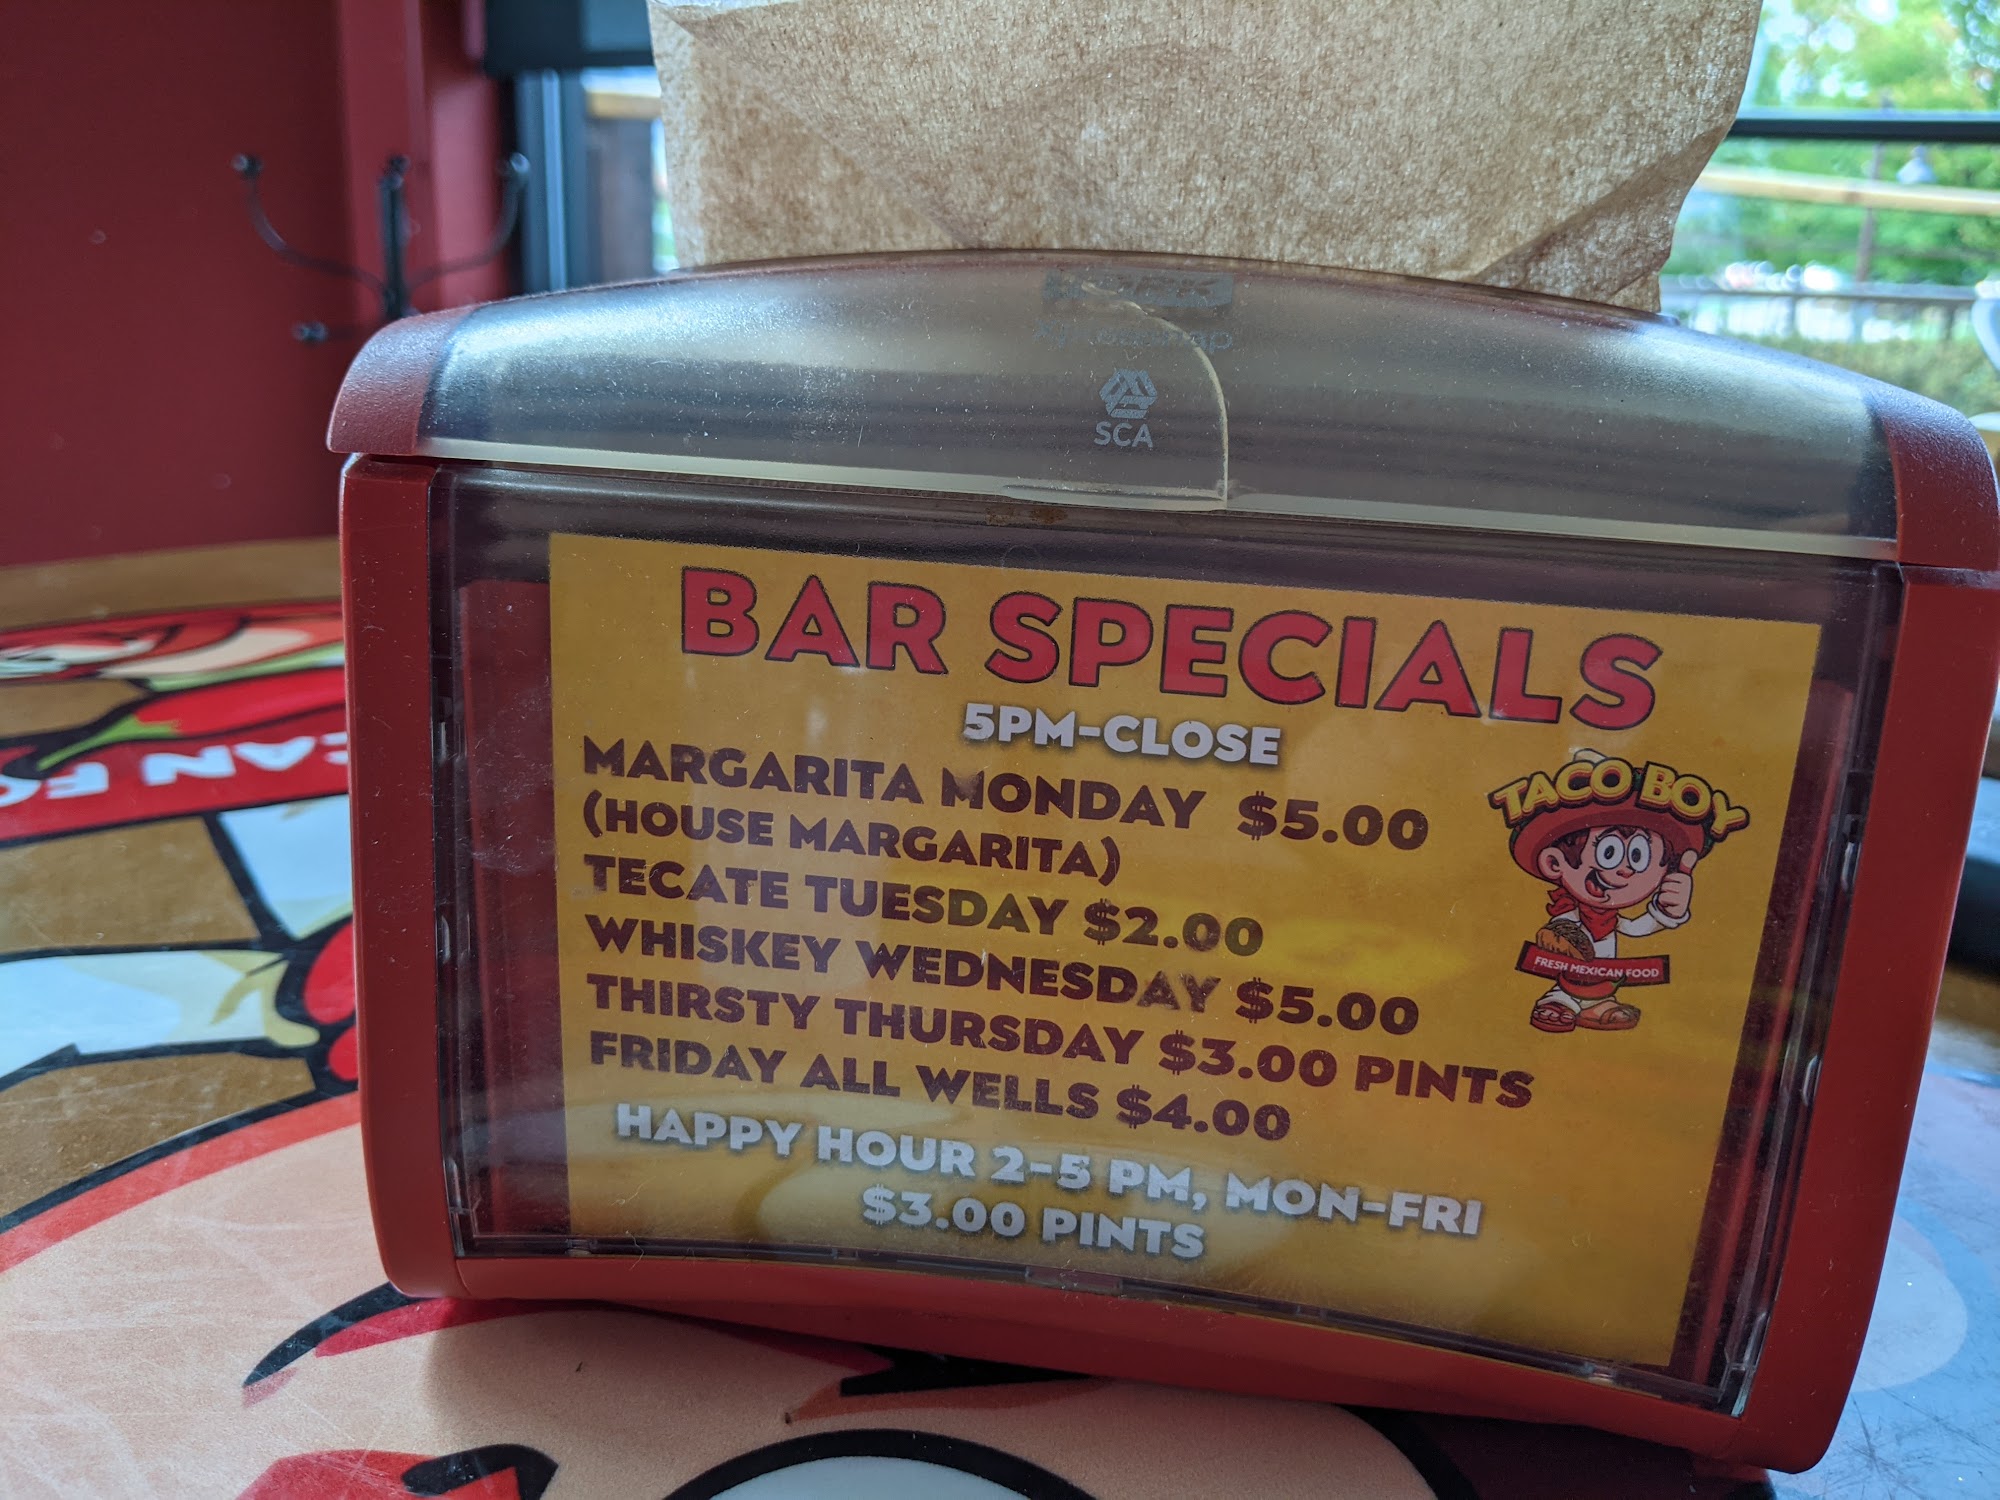 SCA
BAR SPECIALS
5PM-CLOSE
MARGARITA MONDAY $5.00
(HOUSE MARGARITA)
TECATE TUESDAY $2.00
WHISKEY WEDNESDAY $5.00
THIRSTY THURSDAY $3.00 PINTS
FRIDAY ALL WELLS $4.00
HAPPY HOUR 2-5 PM, MON-FRI
$3.00 PINTS
TACO BOY
FRESH MEXICAN FOOD